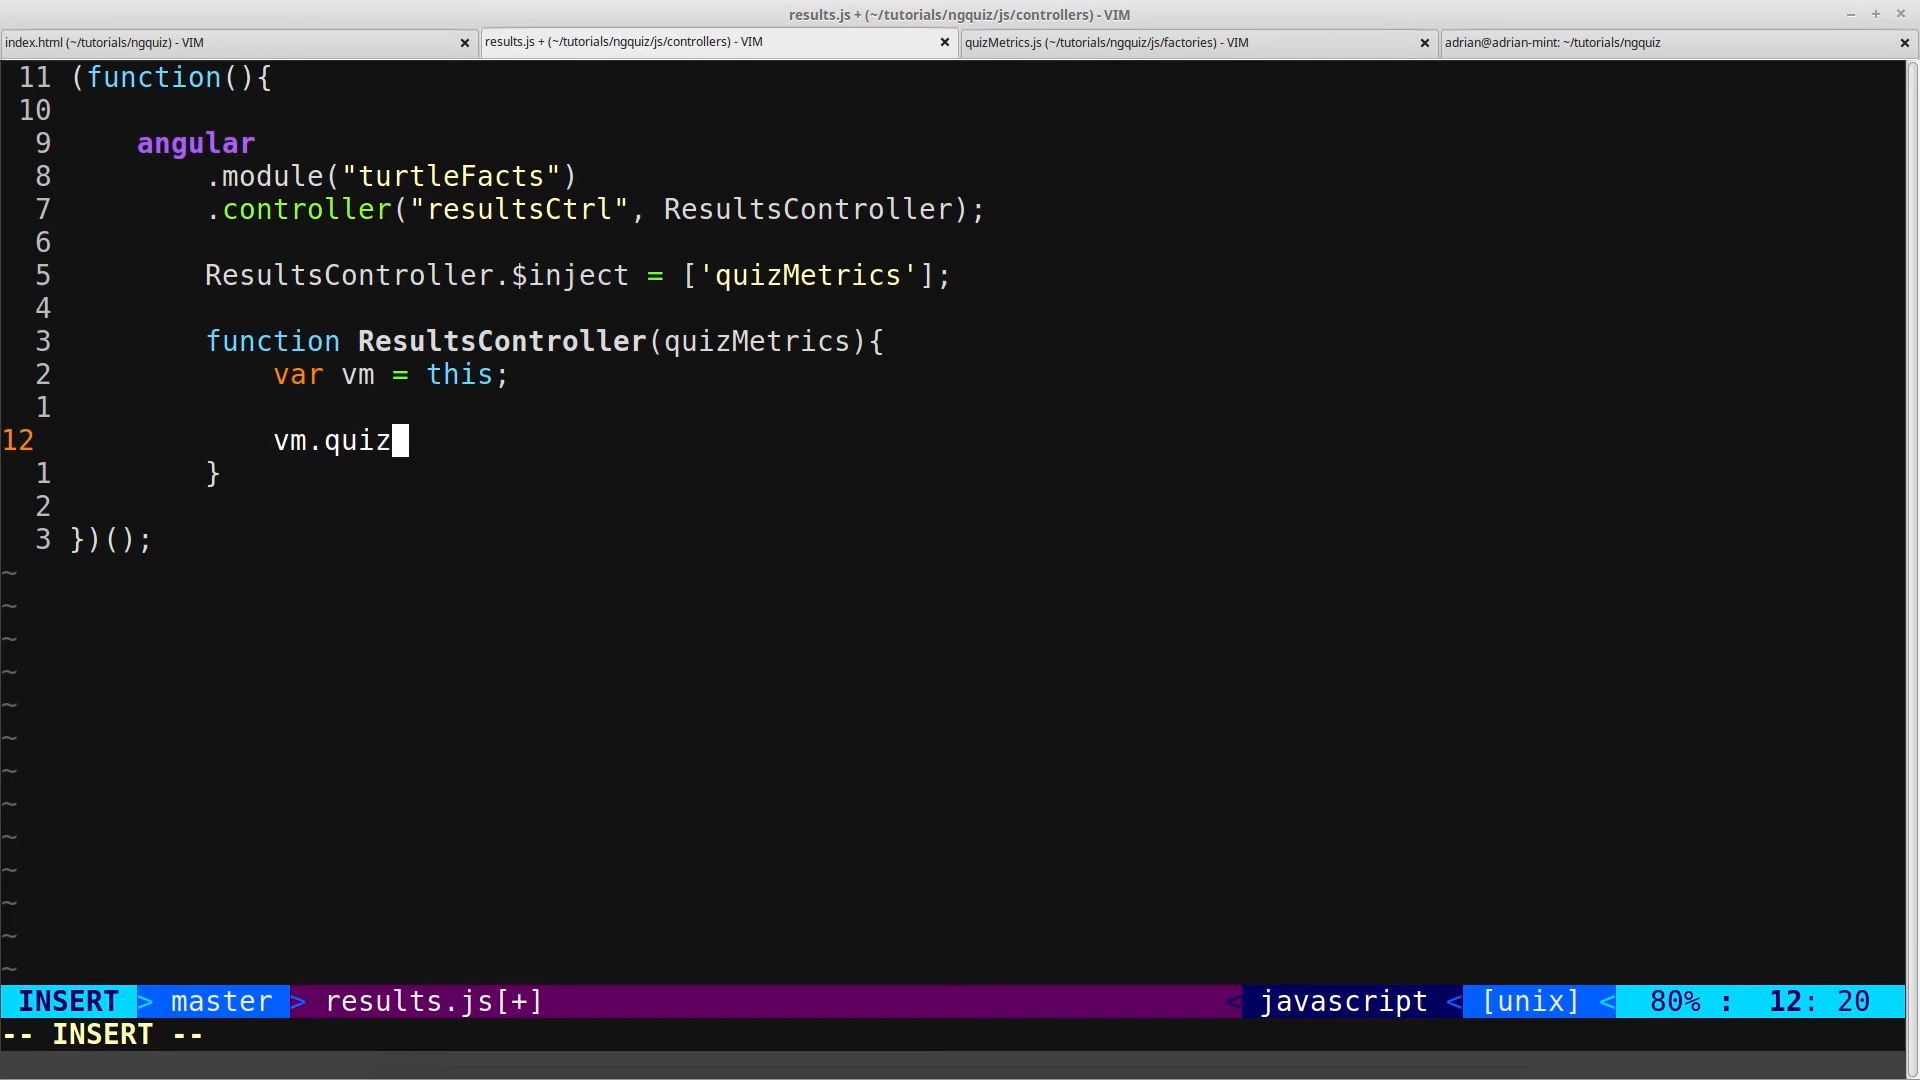 results.js + (~/tutorials/ngquiz/js/controllers) - VIM
index.html (~/tutorials/ngquiz) - VIM
results.js + (~/tutorials/ngquiz/js/controllers) - VIM
quizMetrics.js (~/tutorials/ngquiz/js/factories) - VIM
adrian@adrian-mint: ~/tutorials/ngquiz
11 (function(){
10
9     angular
8         .module("turtleFacts")
7         .controller("resultsCtrl", ResultsController);
6
5         ResultsController.$inject = ['quizMetrics'];
4
3         function ResultsController(quizMetrics){
2             var vm = this;
1
12             vm.quiz
1         }
2
3 })();
~
~
~
~
~
~
~
~
~
~
~
~
~
INSERT > master > results.js[+] < javascript < [unix] < 80% : 12: 20
-- INSERT --